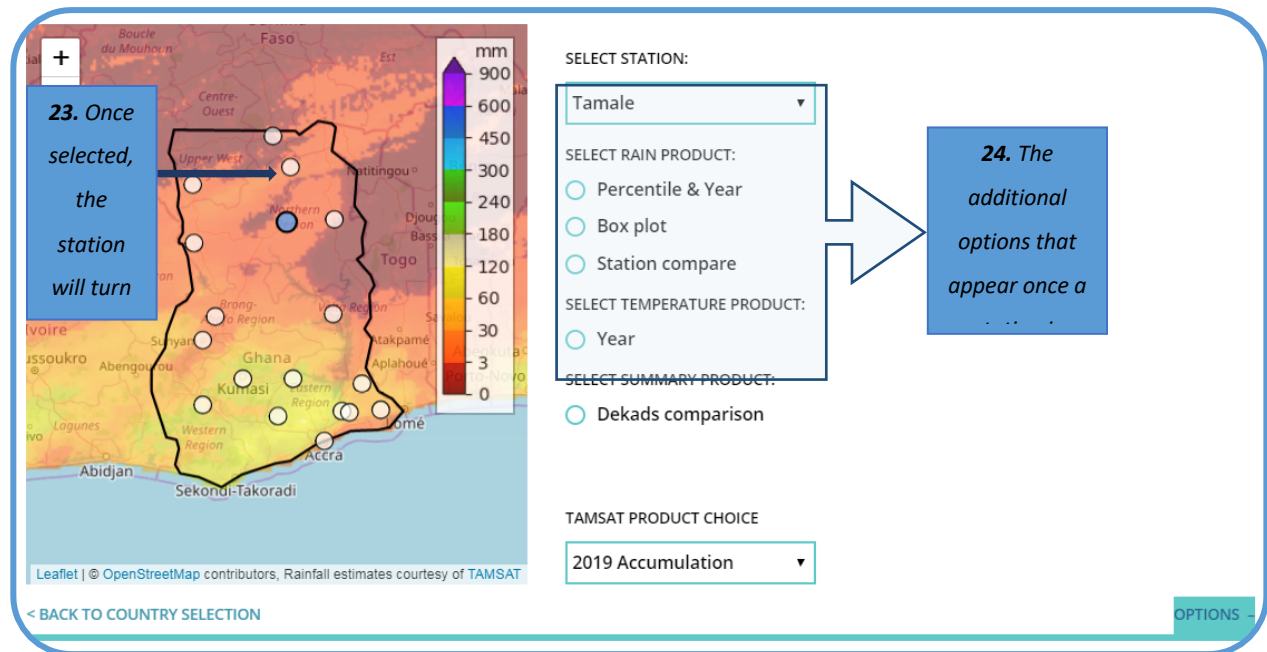 Boucle
du Mouhoun
Faso
Est
Centre-
Ouest
+
mm
900
600
450
300
240
180
120
60
30
3
0
23. Once
selected,
the
station
will turn
Upper West
Natitingou
Northern
Djoug
Bass
Togo
Brong-
Volta Region
Ivoire
Sunyan
Atakpamé
ussoukro
Abengourou
Ghana
Abeokuta
Aplahoué
Porto-Novo
Kumasi
Eastern
Region
Lagunes
Western
Region
Lomé
Accra
Abidjan
Sekondi-Takoradi
Leaflet | © OpenStreetMap contributors, Rainfall estimates courtesy of TAMSAT
SELECT STATION:
Tamale
SELECT RAIN PRODUCT:
Percentile & Year
Box plot
Station compare
SELECT TEMPERATURE PRODUCT:
Year
SELECT SUMMARY PRODUCT:
Dekads comparison
24. The
additional
options that
appear once a
TAMSAT PRODUCT CHOICE
2019 Accumulation
< BACK TO COUNTRY SELECTION
OPTIONS –